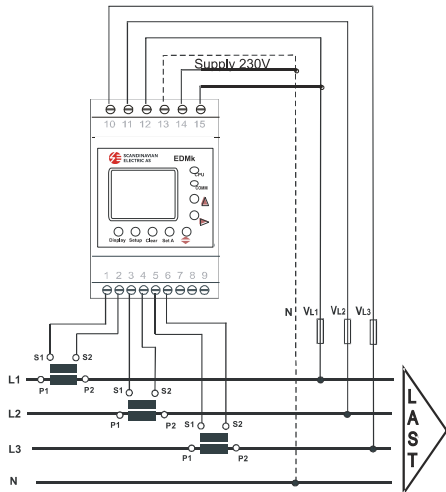 Supply 230V
10 11 12 13 14 15
SCANDINAVIAN
ELECTRIC AS
EDMk
CPU
COMM
Display Setup Clear Set A
1 2 3 4 5 6 7 8 9
N VL1 VL2 VL3
S1 S2
S1 S2
S1 S2
L1 P1 P2
L2 P1 P2
L3 P1 P2
N
LAST